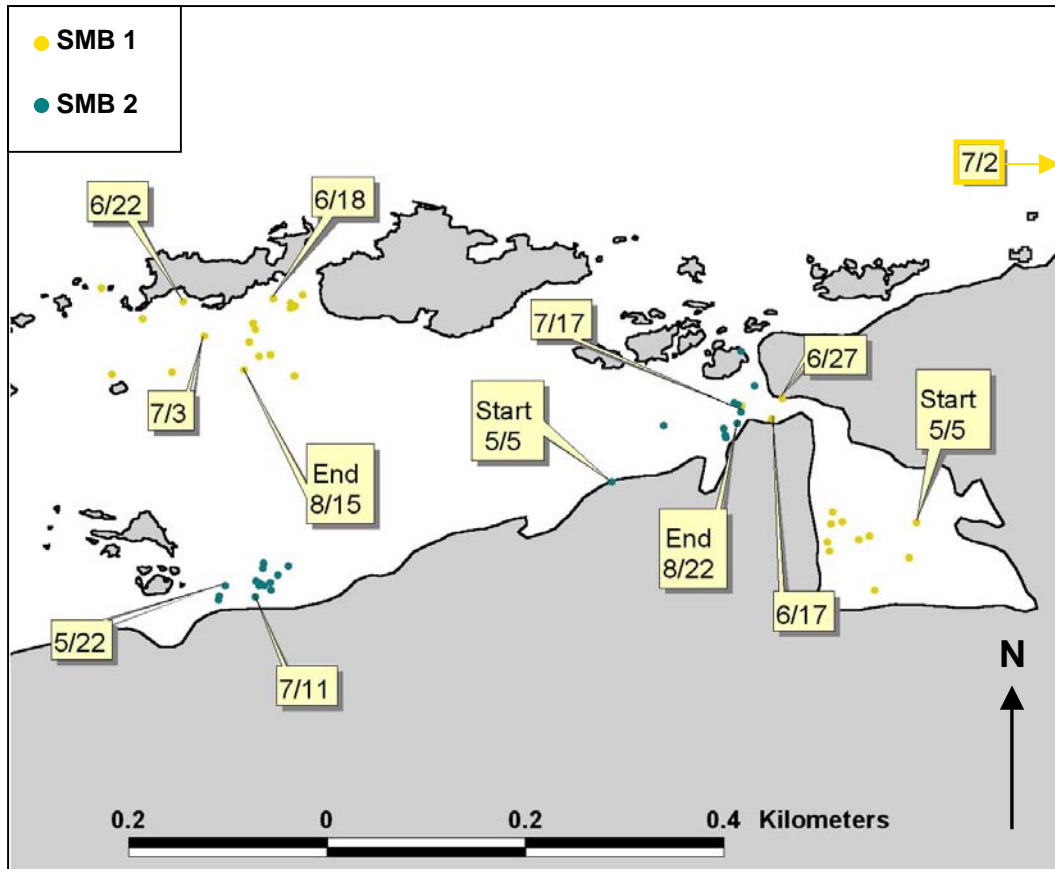 SMB 1
SMB 2
7/2
6/22
6/18
7/17
6/27
7/3
Start
5/5
Start
5/5
End
8/15
End
8/22
6/17
5/22
7/11
N
0.2 0 0.2 0.4 Kilometers